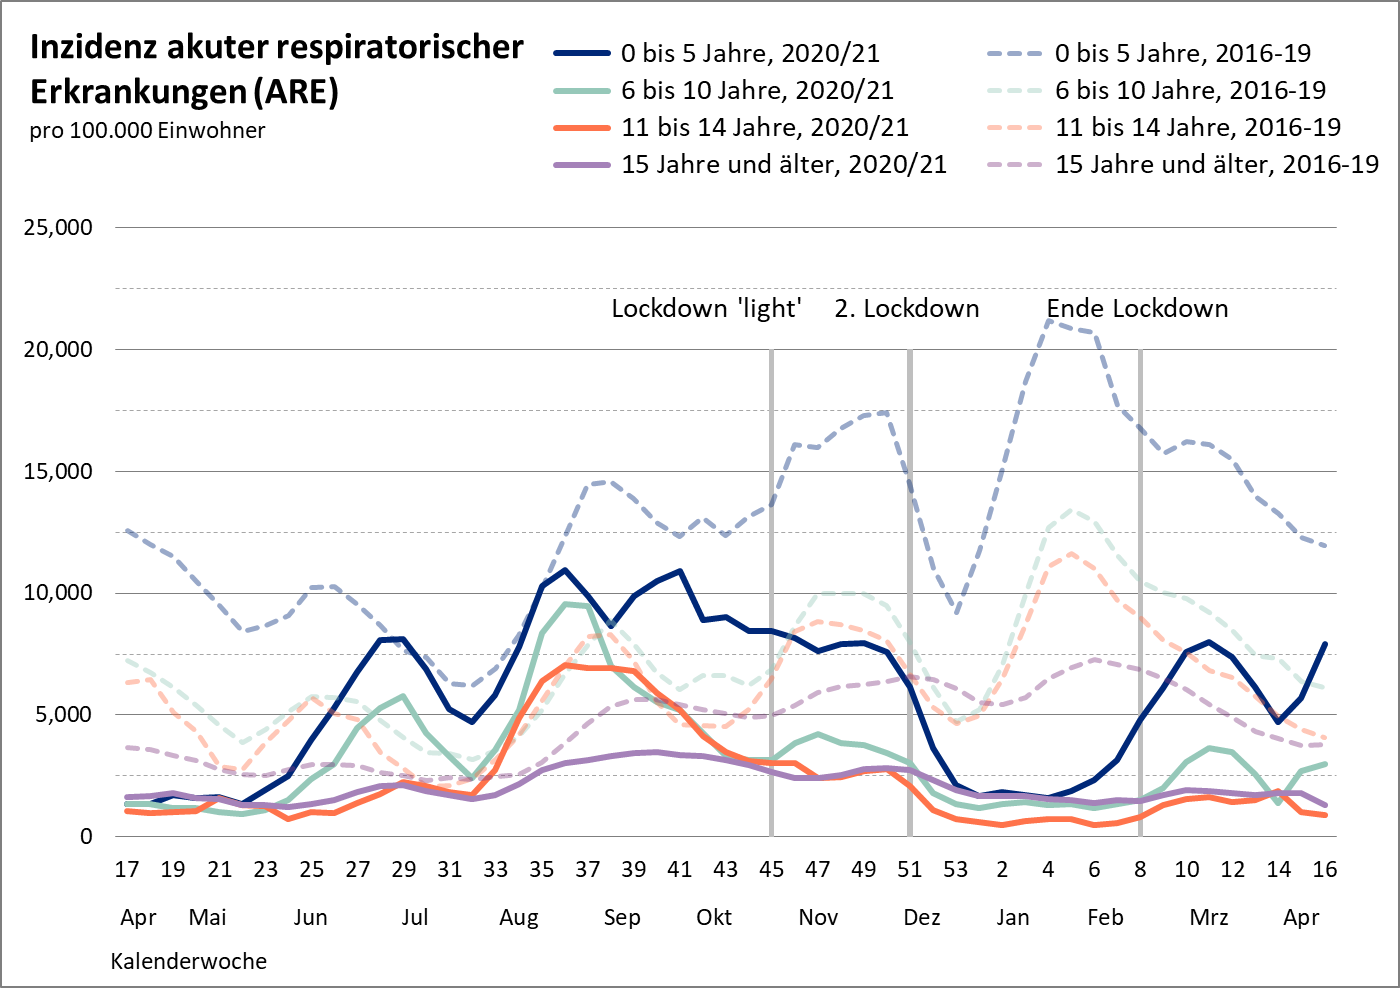 Inzidenz akuter respiratorischer
Erkrankungen (ARE)
pro 100.000 Einwohner
0 bis 5 Jahre, 2020/21
0 bis 5 Jahre, 2016-19
6 bis 10 Jahre, 2020/21
6 bis 10 Jahre, 2016-19
11 bis 14 Jahre, 2020/21
11 bis 14 Jahre, 2016-19
15 Jahre und älter, 2020/21
15 Jahre und älter, 2016-19
25,000
Lockdown 'light' 2. Lockdown Ende Lockdown
20,000
15,000
10,000
5,000
0
17 19 21 23 25 27 29 31 33 35 37 39 41 43 45 47 49 51 53 2 4 6 8 10 12 14 16
Apr Mai Jun Jul Aug Sep Okt Nov Dez Jan Feb Mrz Apr
Kalenderwoche